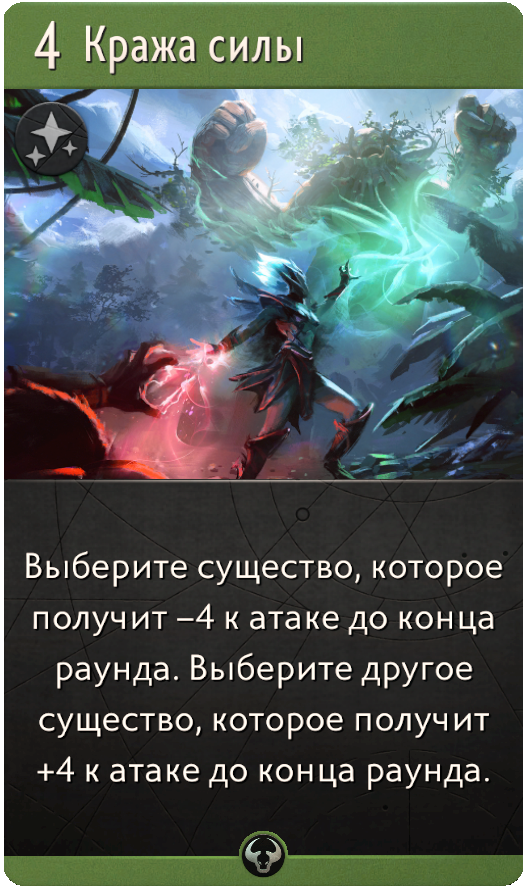 4 Кража силы
Выберите существо, которое
получит –4 к атаке до конца
раунда. Выберите другое
существо, которое получит
+4 к атаке до конца раунда.